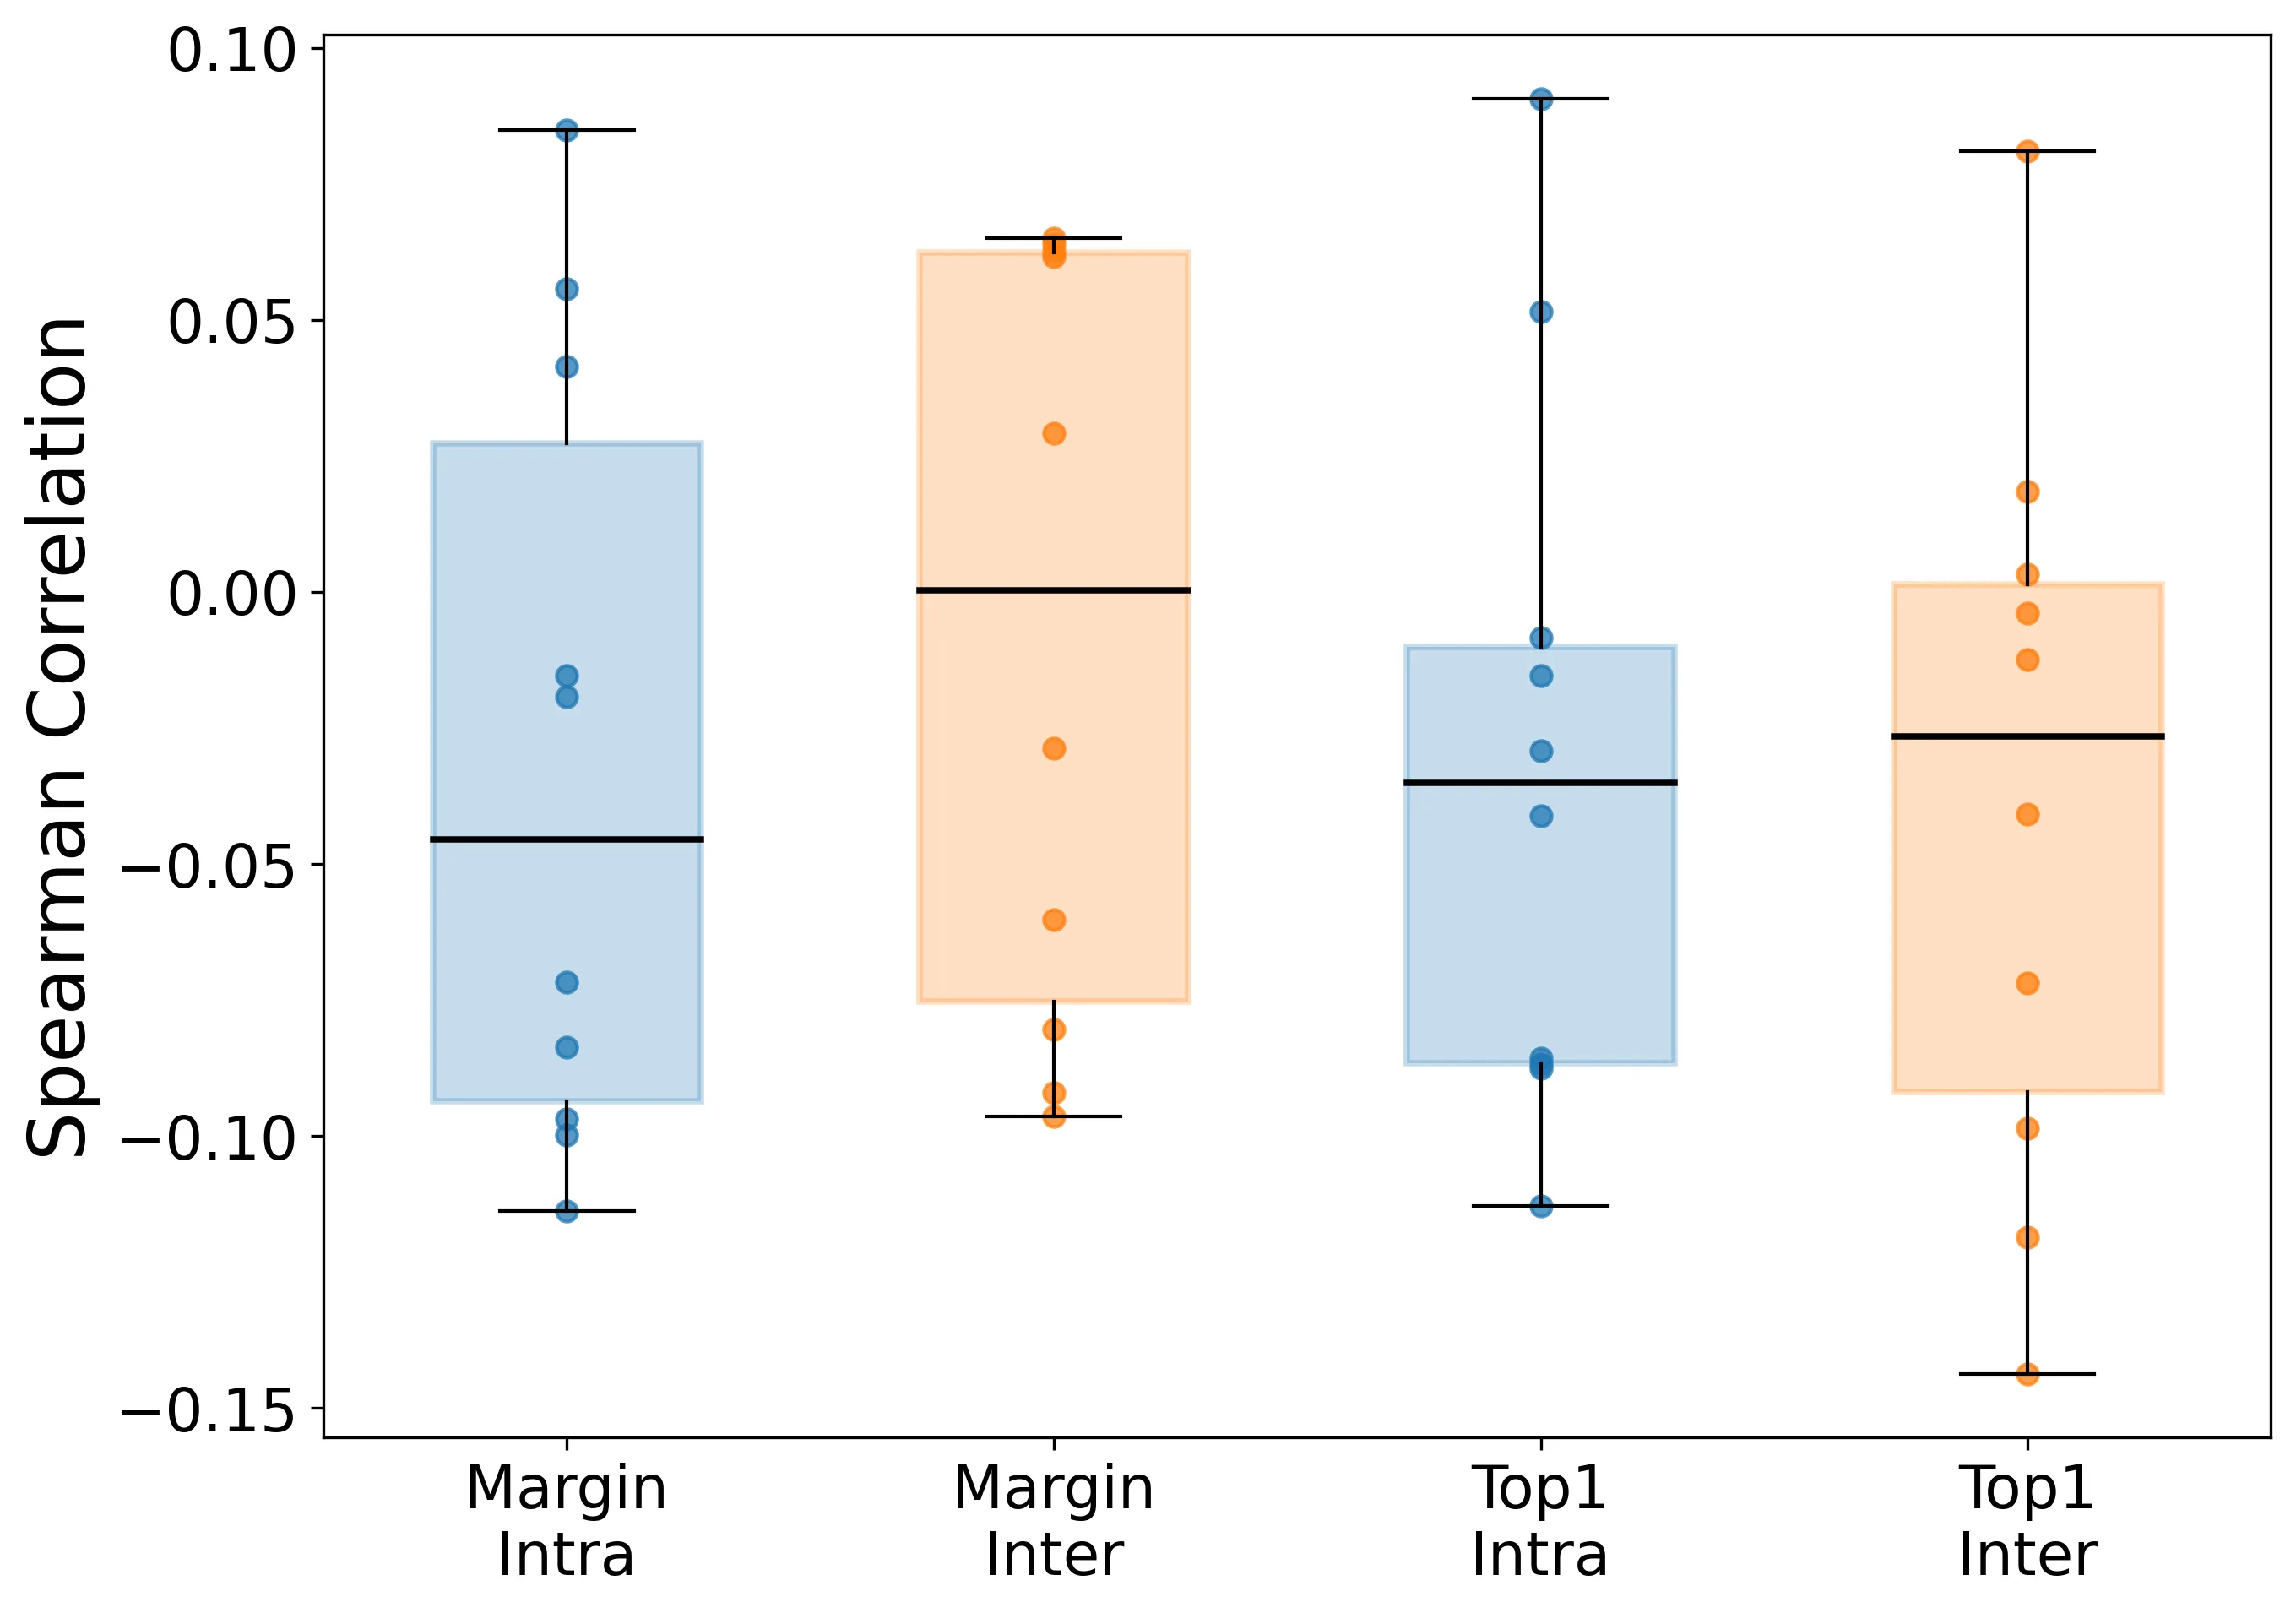 Spearman Correlation
0.10
0.05
0.00
−0.05
−0.10
−0.15
Margin
Intra
Margin
Inter
Top1
Intra
Top1
Inter